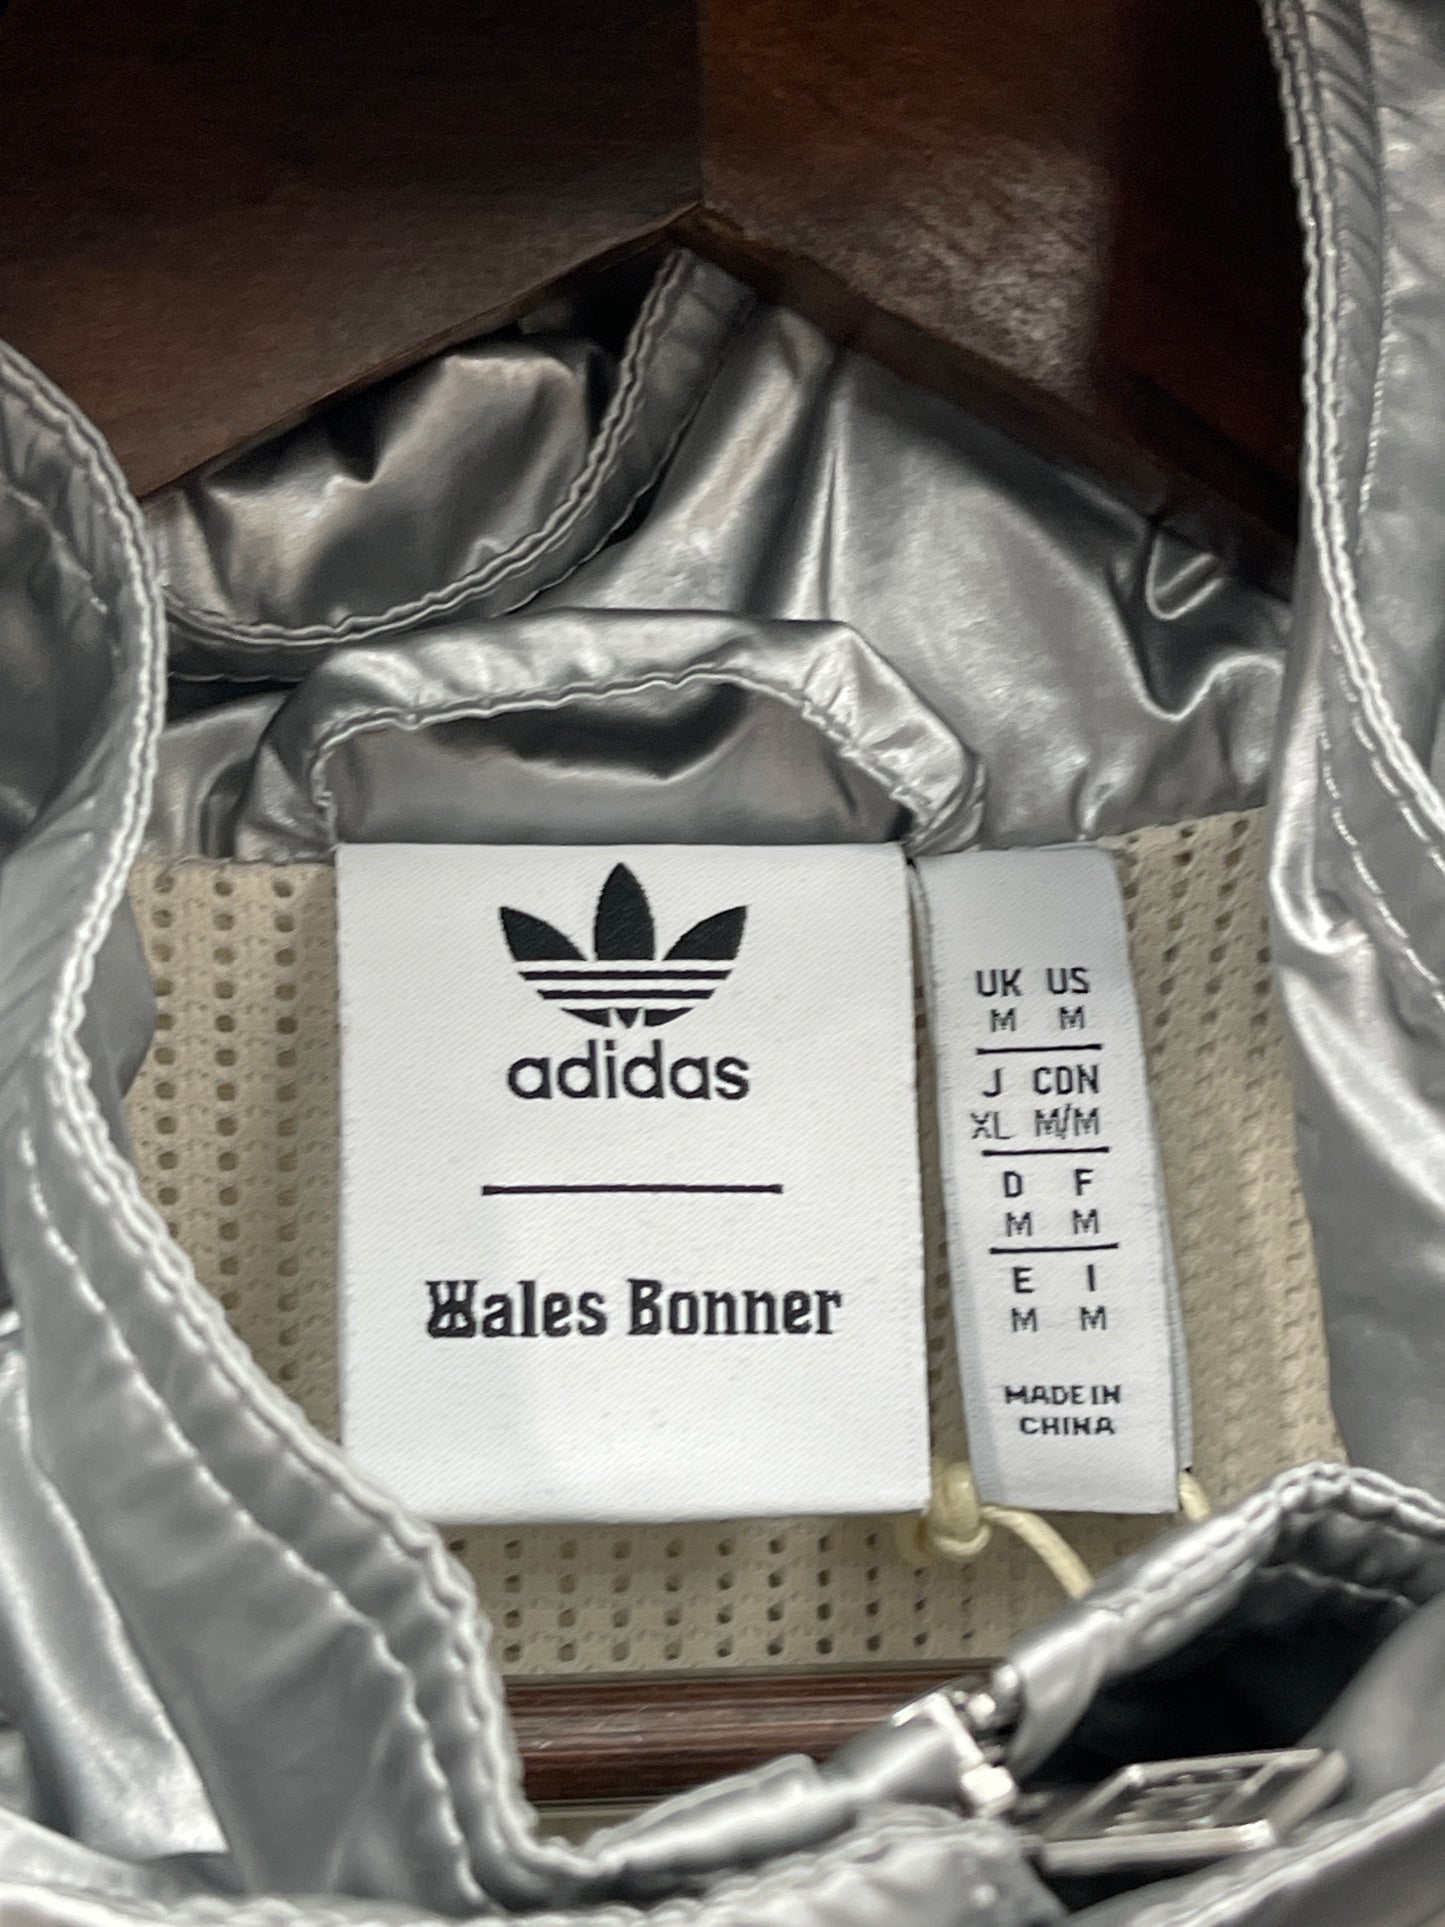 adidas
Wales Bonner
UK US
M M
J CDN
XL M/M
D F
M M
E I
M M
MADE IN
CHINA